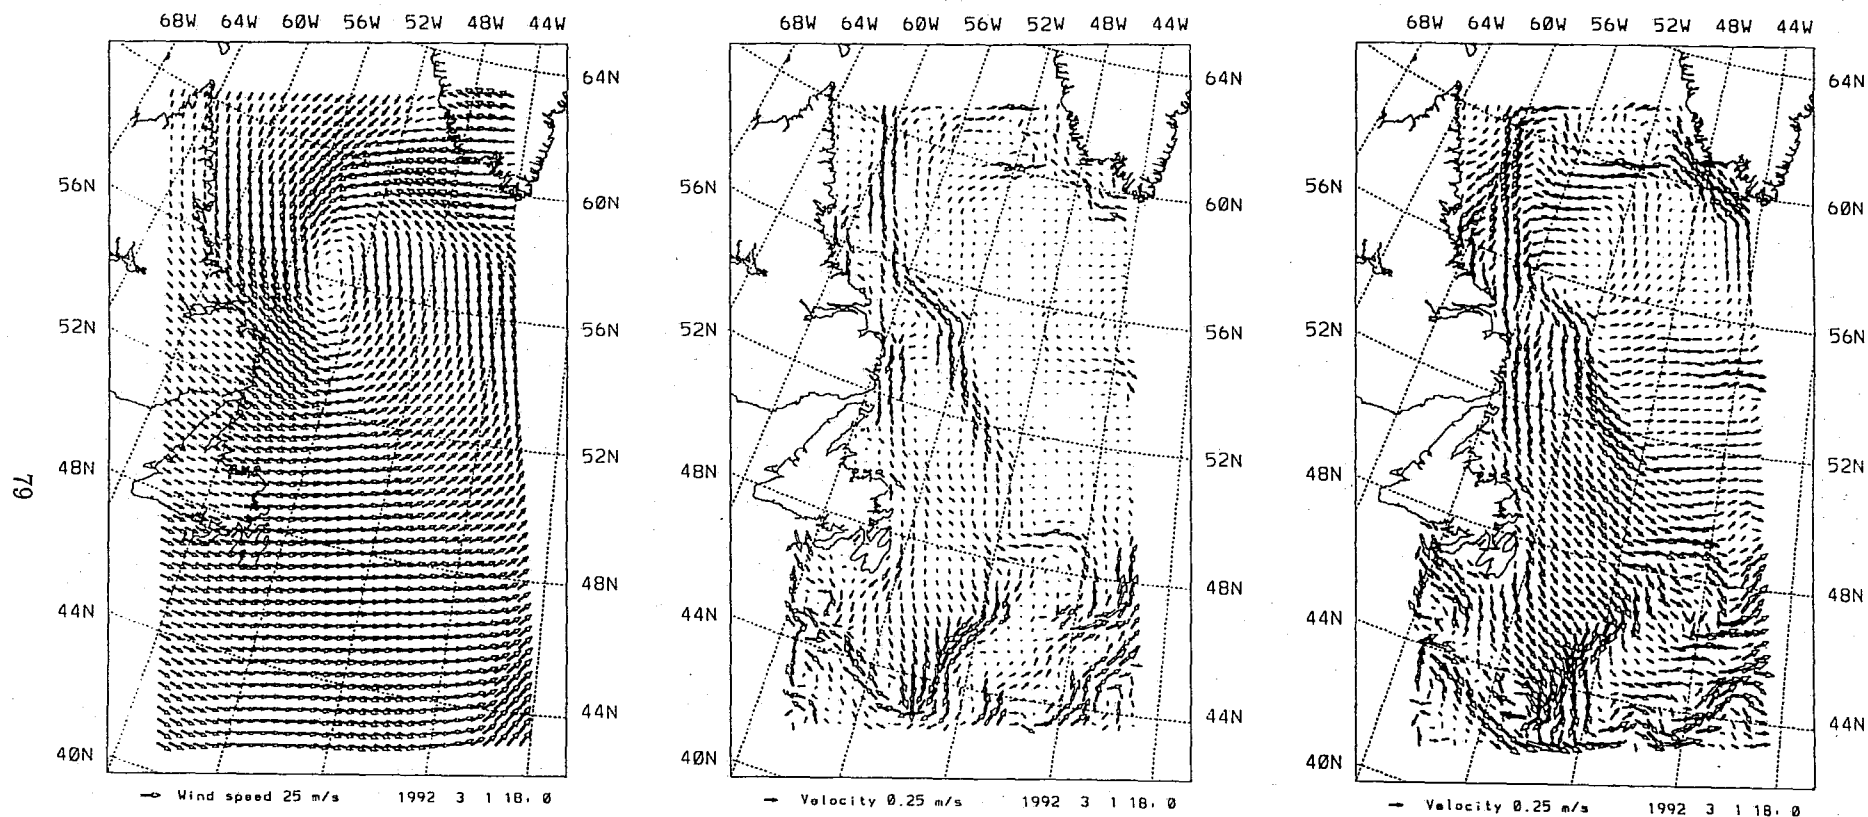 68W 64W 60W 56W 52W 48W 44W
64N
60N
56N
52N
48N
44N
56N
52N
48N
44N
40N
Wind speed 25 m/s 1992 3 1 18. 0
68W 64W 60W 56W 52W 48W 44W
64N
60N
56N
52N
48N
44N
56N
52N
48N
44N
40N
Velocity 0.25 m/s 1992 3 1 18. 0
68W 64W 60W 56W 52W 48W 44W
64N
60N
56N
52N
48N
44N
56N
52N
48N
44N
40N
Velocity 0.25 m/s 1992 3 1 18. 0
79